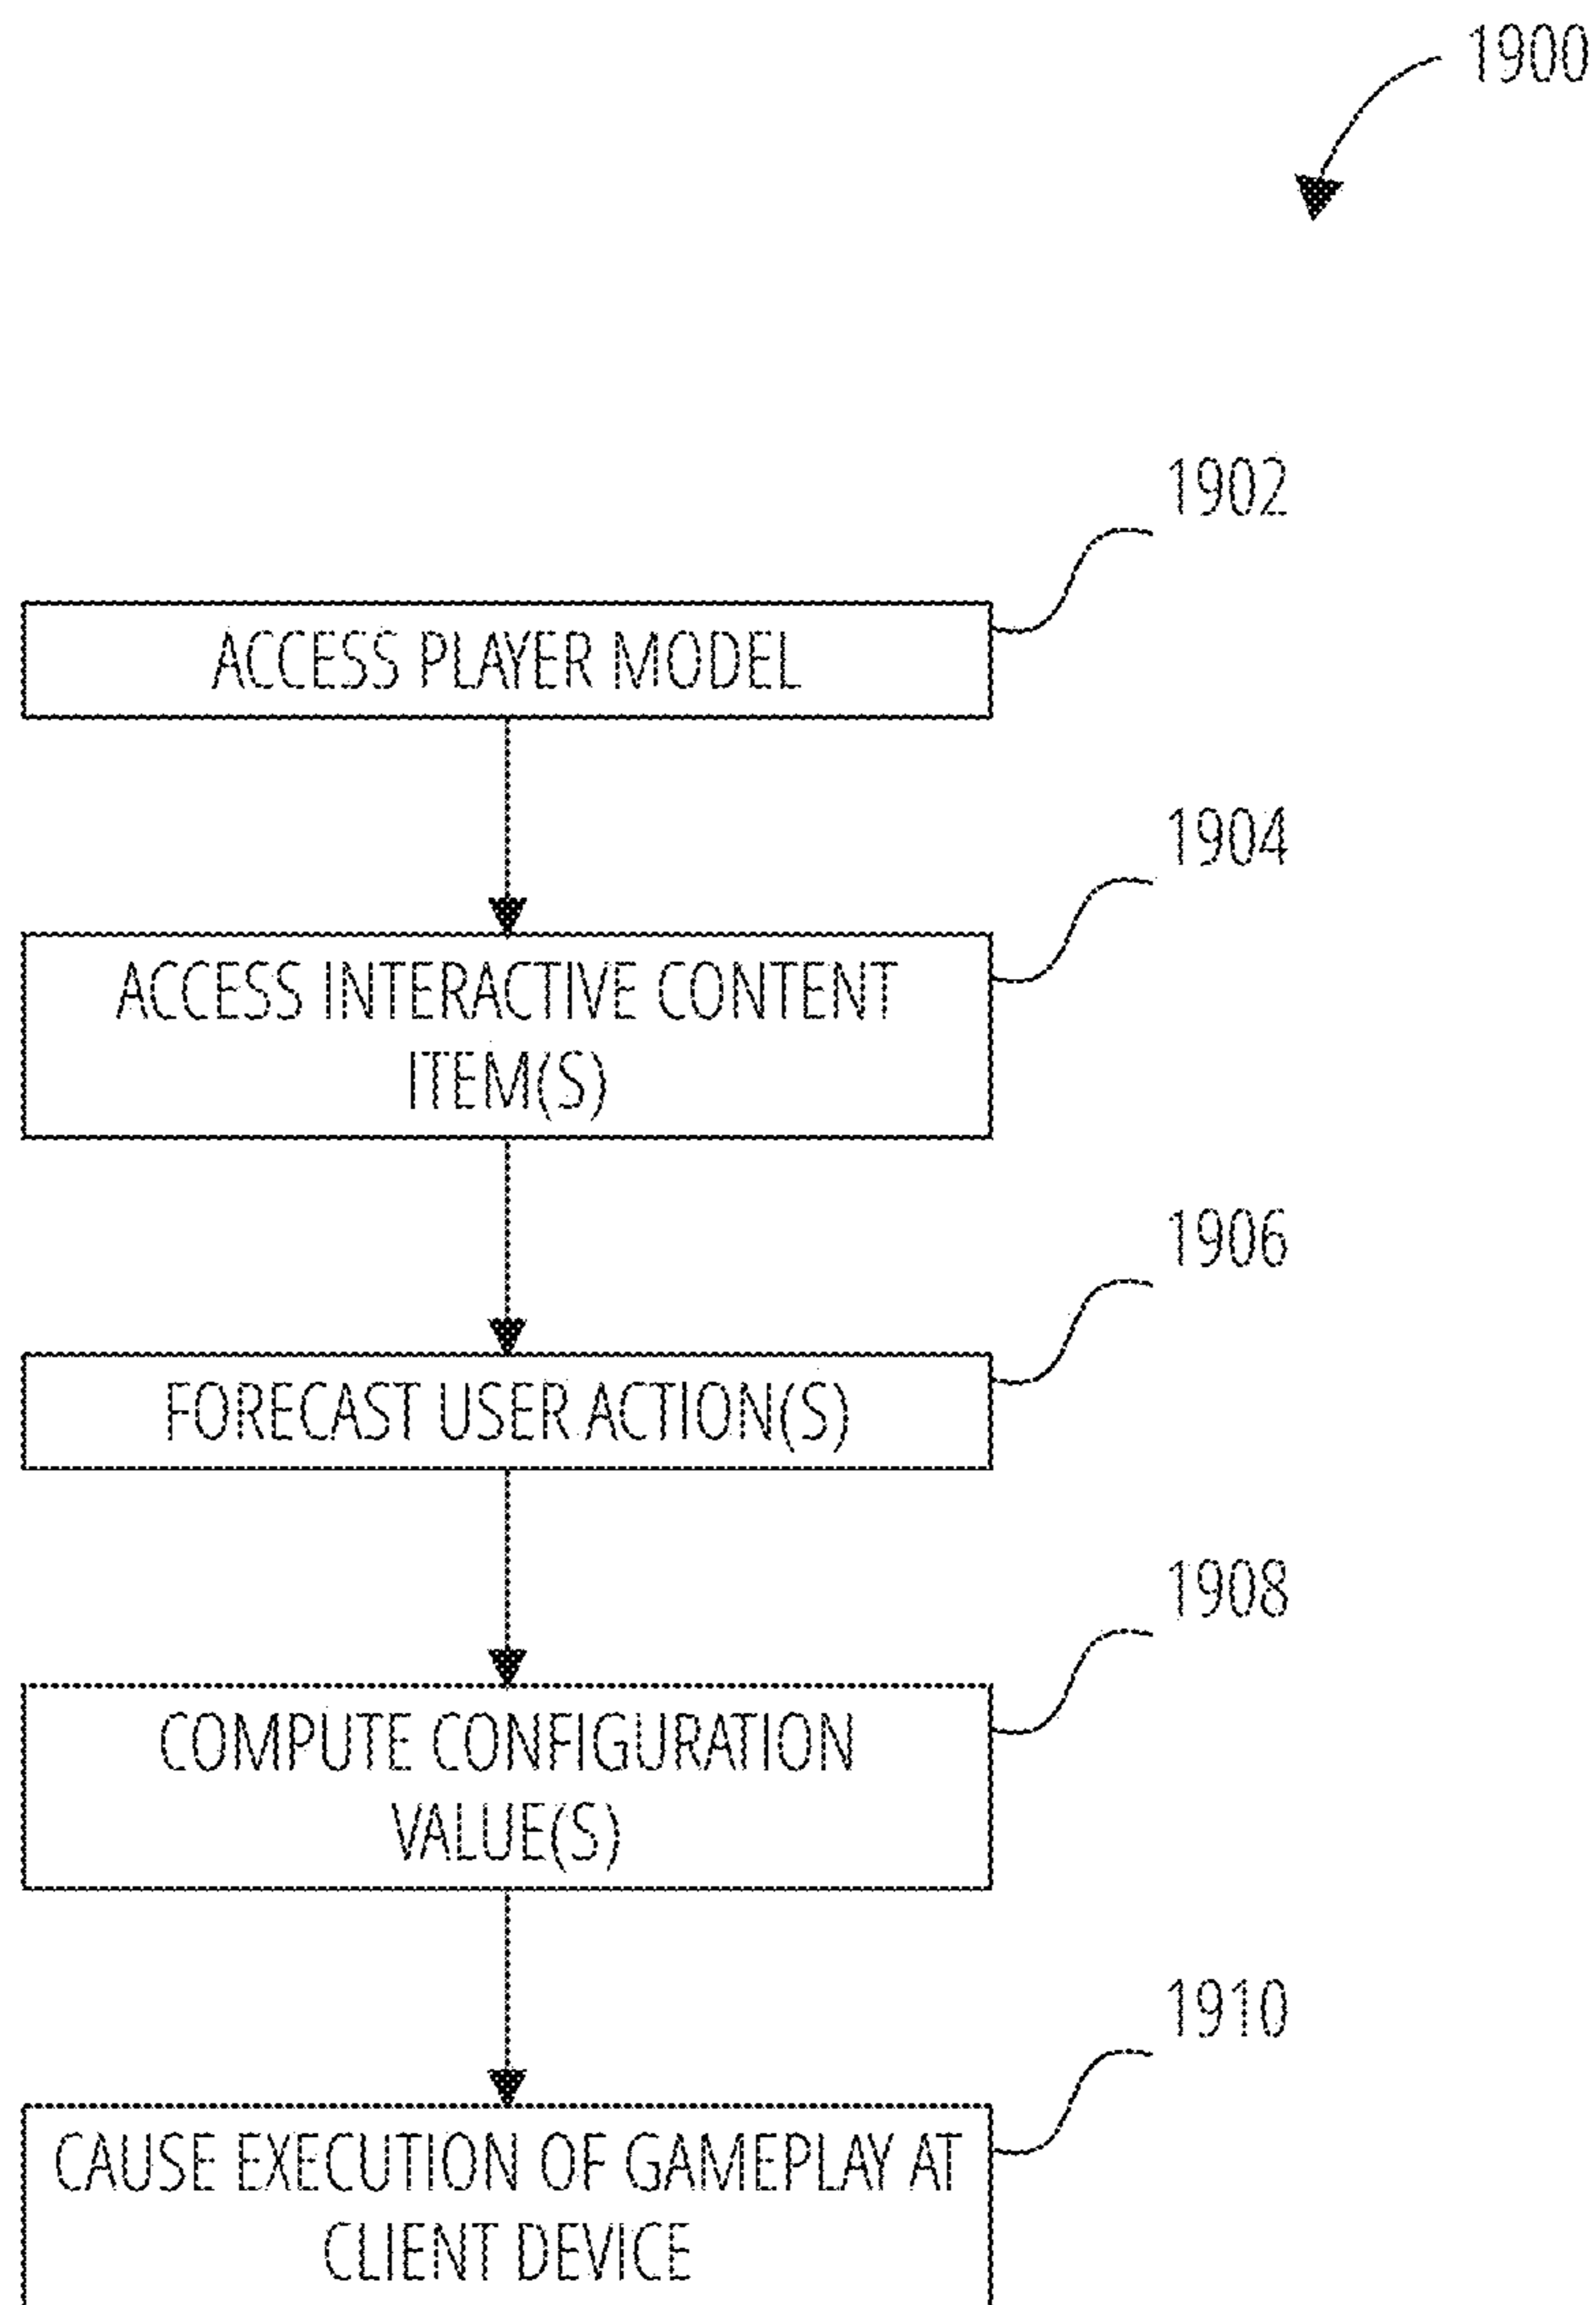 1900
1902
ACCESS PLAYER MODEL
1904
ACCESS INTERACTIVE CONTENT
ITEM(S)
1906
FORECAST USER ACTION(S)
1908
COMPUTE CONFIGURATION
VALUE(S)
1910
CAUSE EXECUTION OF GAMEPLAY AT
CLIENT DEVICE